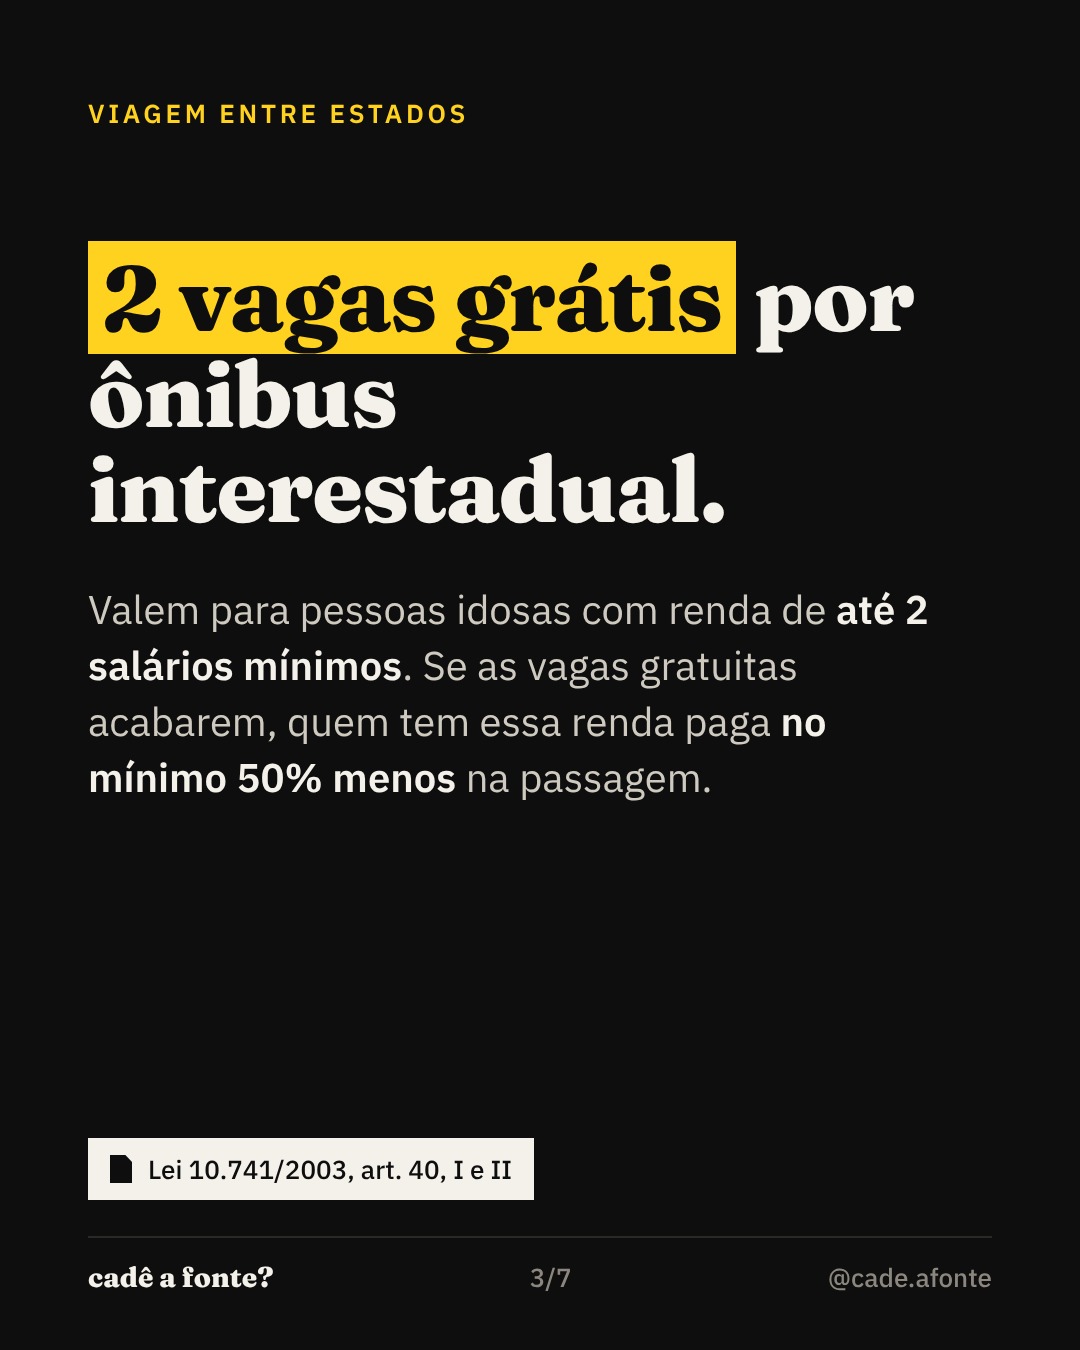 VIAGEM ENTRE ESTADOS
2 vagas grátis por
ônibus
interestadual.
Valem para pessoas idosas com renda de até 2
salários mínimos. Se as vagas gratuitas
acabarem, quem tem essa renda paga no
mínimo 50% menos na passagem.
Lei 10.741/2003, art. 40, I e II
cadê a fonte?
3/7
@cade.afonte